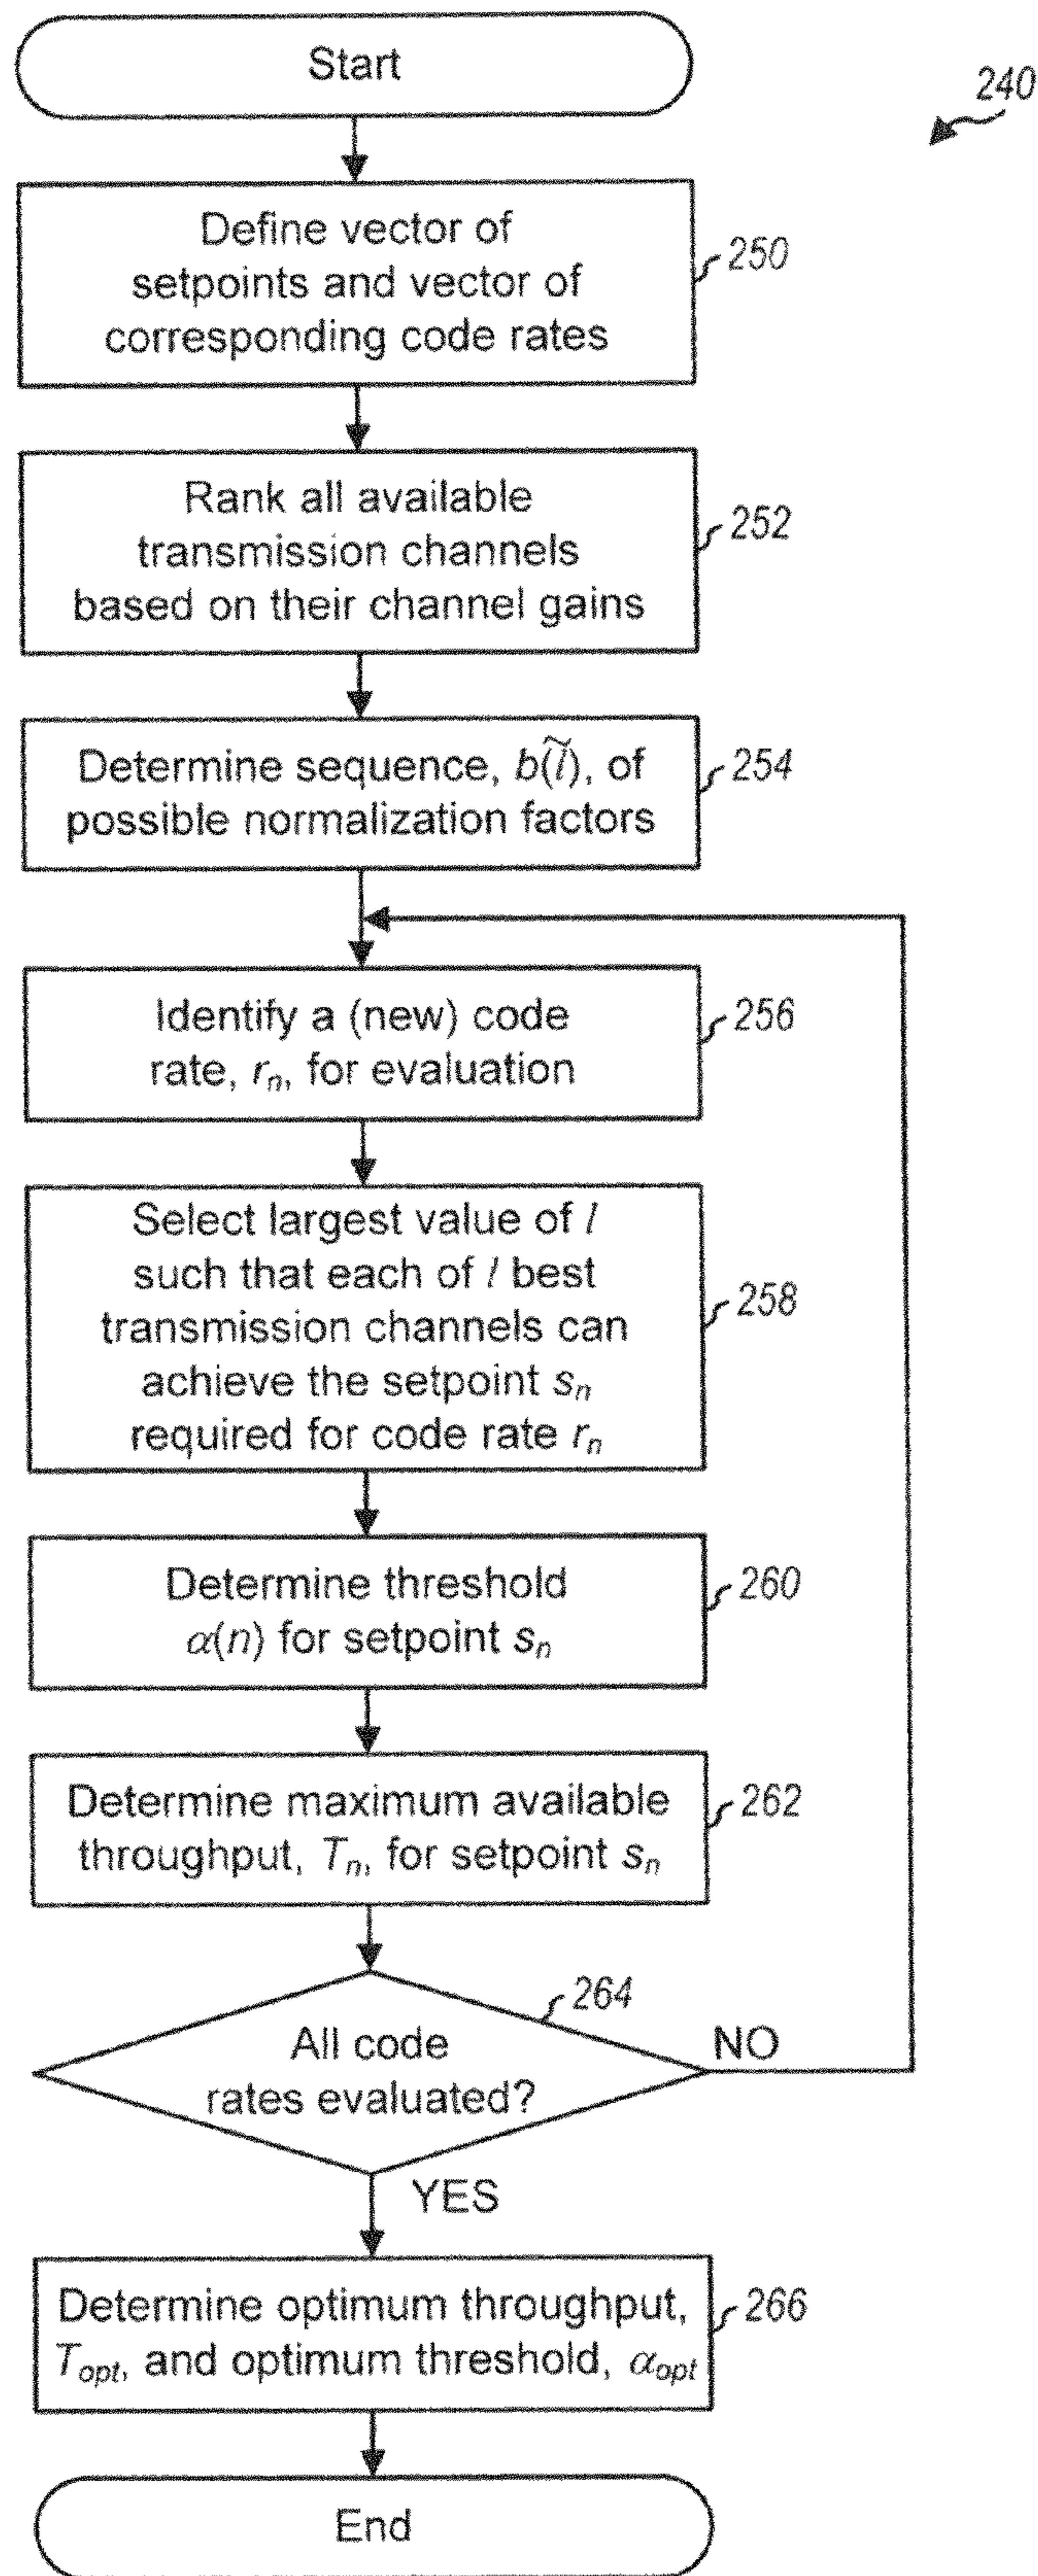 Start
240
Define vector of
setpoints and vector of
corresponding code rates
250
Rank all available
transmission channels
based on their channel gains
252
Determine sequence, b(l̃), of
possible normalization factors
254
Identify a (new) code
rate, rₙ, for evaluation
256
Select largest value of l
such that each of l best
transmission channels can
achieve the setpoint sₙ
required for code rate rₙ
258
Determine threshold
α(n) for setpoint sₙ
260
Determine maximum available
throughput, Tₙ, for setpoint sₙ
262
264
All code
rates evaluated?
NO
YES
Determine optimum throughput,
Tₒₚₜ, and optimum threshold, αₒₚₜ
266
End